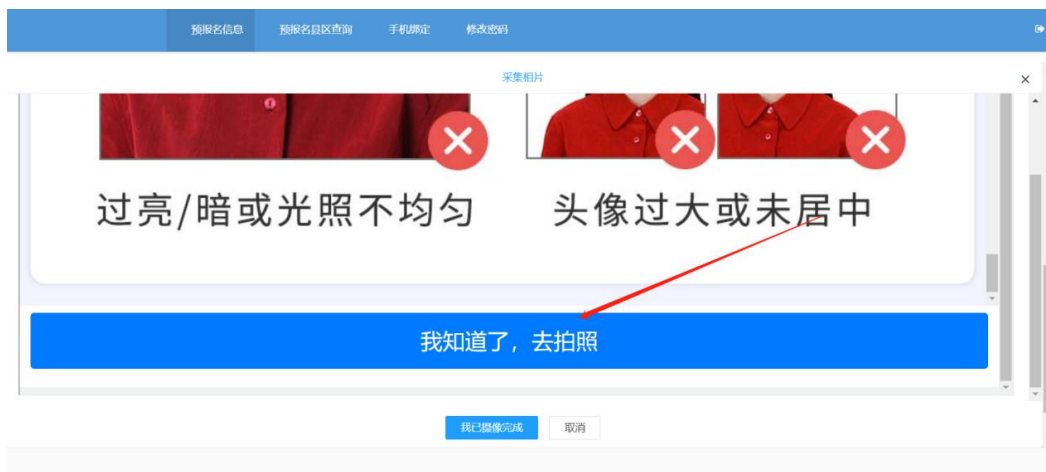 预报名信息 预报名县区查询 手机绑定 修改密码
采集相片
过亮/暗或光照不均匀 头像过大或未居中
我知道了，去拍照
我已摄像完成 取消